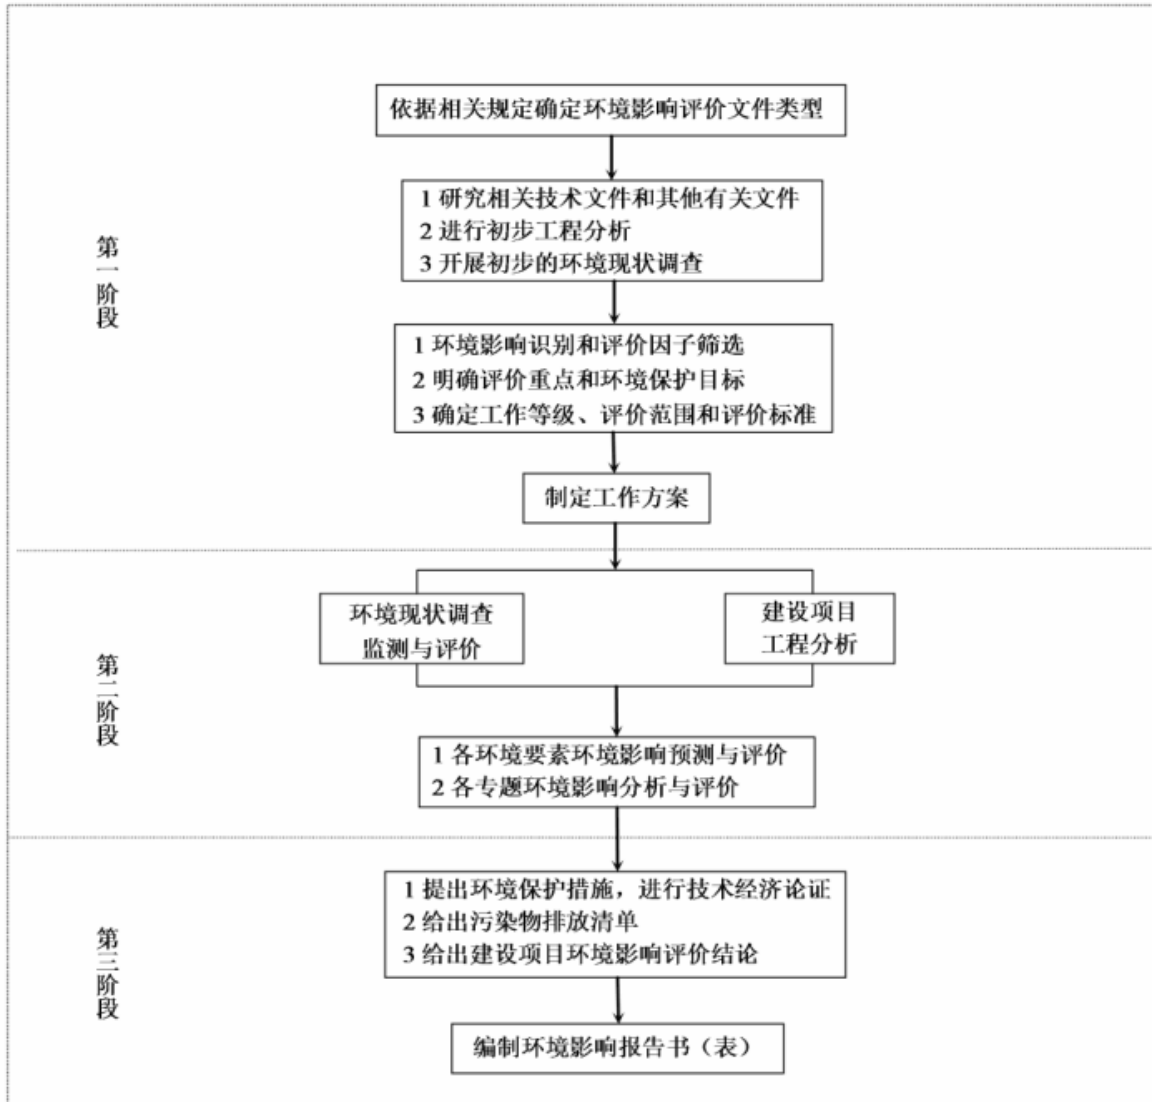 依据相关规定确定环境影响评价文件类型
1 研究相关技术文件和其他有关文件
2 进行初步工程分析
3 开展初步的环境现状调查
第一阶段
1 环境影响识别和评价因子筛选
2 明确评价重点和环境保护目标
3 确定工作等级、评价范围和评价标准
制定工作方案
环境现状调查
监测与评价
建设项目
工程分析
第二阶段
1 各环境要素环境影响预测与评价
2 各专题环境影响分析与评价
1 提出环境保护措施，进行技术经济论证
2 给出污染物排放清单
3 给出建设项目环境影响评价结论
第三阶段
编制环境影响报告书（表）